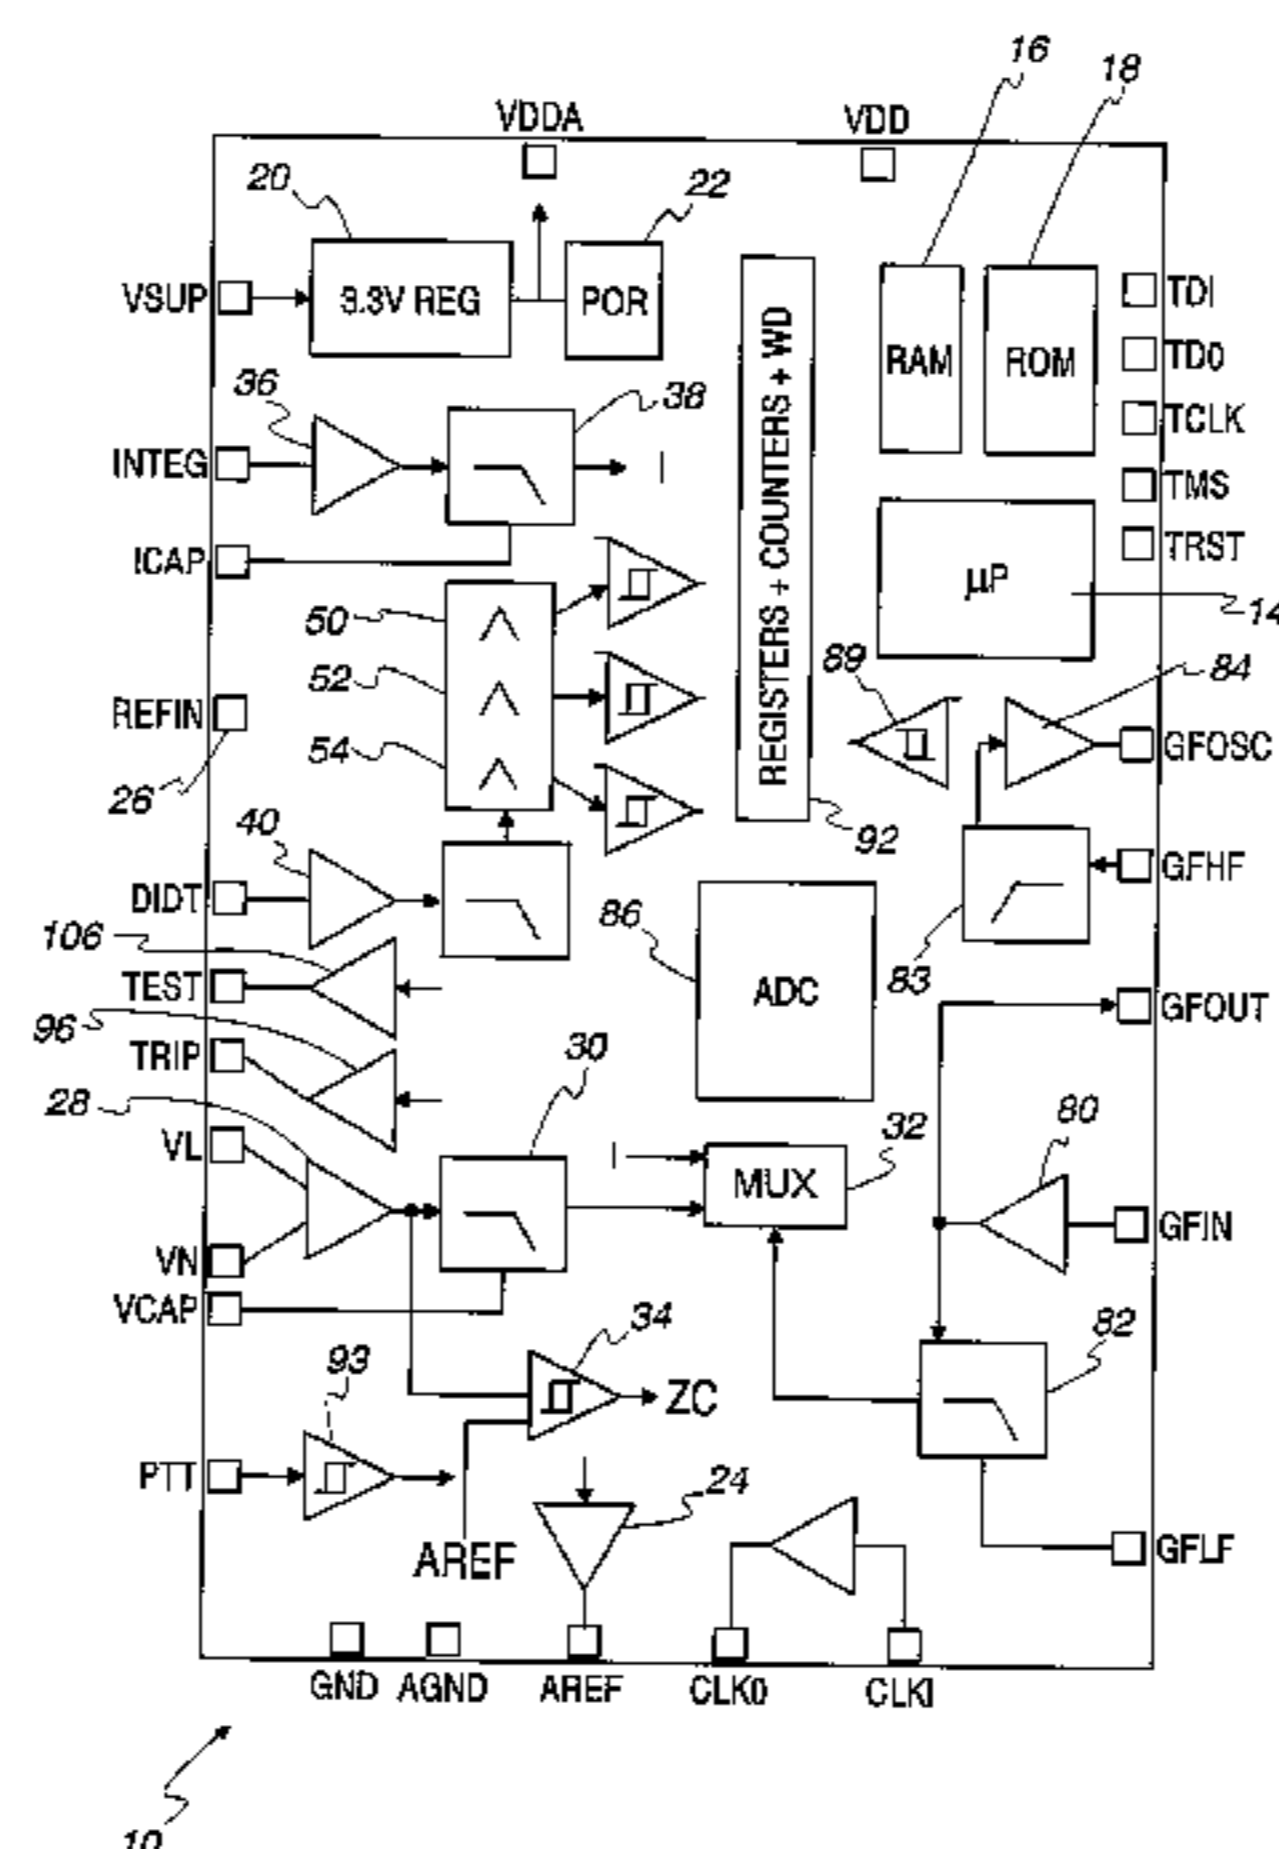 16
18
VDDA
VDD
20
22
VSUP
3.3V REG
POR
REGISTERS + COUNTERS + WD
RAM
ROM
TDI
TD0
TCLK
TMS
TRST
36
38
INTEG
I
ICAP
μP
14
50
52
54
89
84
REFIN
26
GFOSC
92
40
GFHF
DIDT
86
ADC
83
106
TEST
GFOUT
96
TRIP
30
28
80
VL
I
MUX
32
GFIN
VN
VCAP
34
82
93
ZC
PTT
24
AREF
GFLF
GND
AGND
AREF
CLK0
CLKI
10